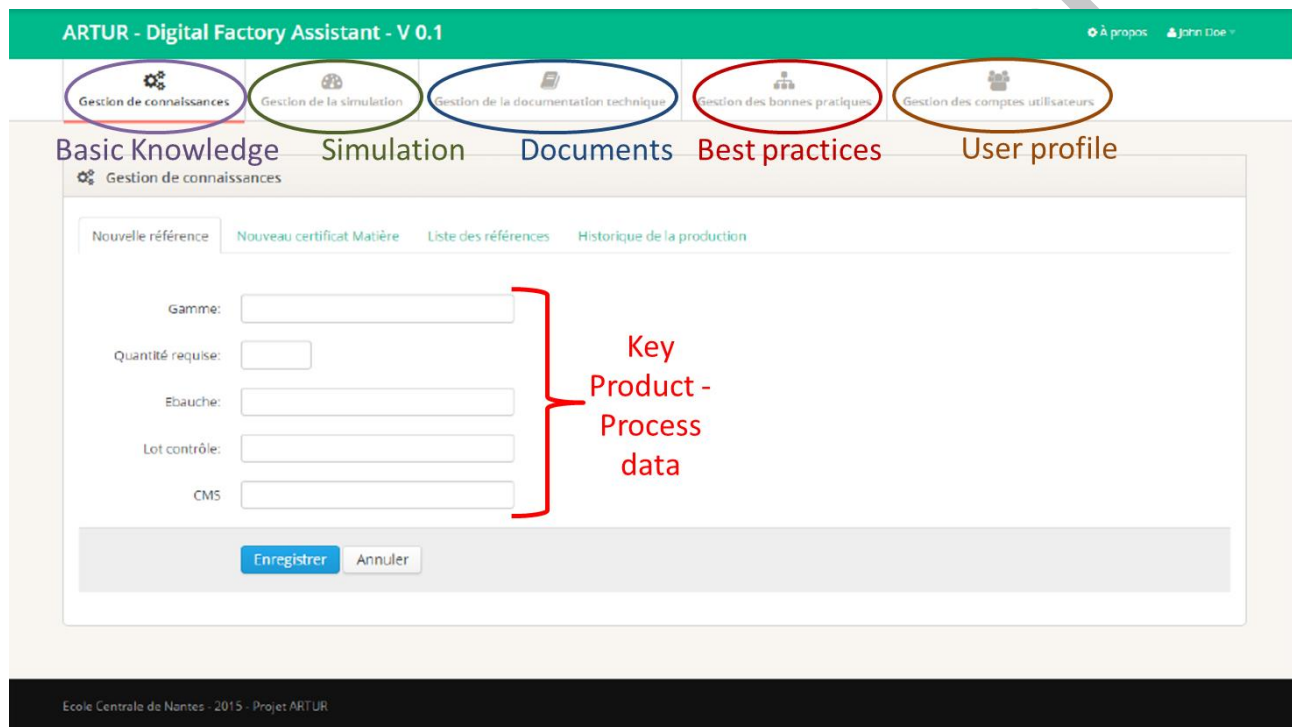 ARTUR - Digital Factory Assistant - V 0.1
À propos John Doe
Gestion de connaissances Gestion de la simulation Gestion de la documentation technique Gestion des bonnes pratiques Gestion des comptes utilisateurs
Basic Knowledge Simulation Documents Best practices User profile
Gestion de connaissances
Nouvelle référence Nouveau certificat Matière Liste des références Historique de la production
Gamme:
Quantité requise:
Ebauche:
Lot contrôle:
CMS
Key
Product -
Process
data
Enregistrer Annuler
Ecole Centrale de Nantes - 2015 - Projet ARTUR